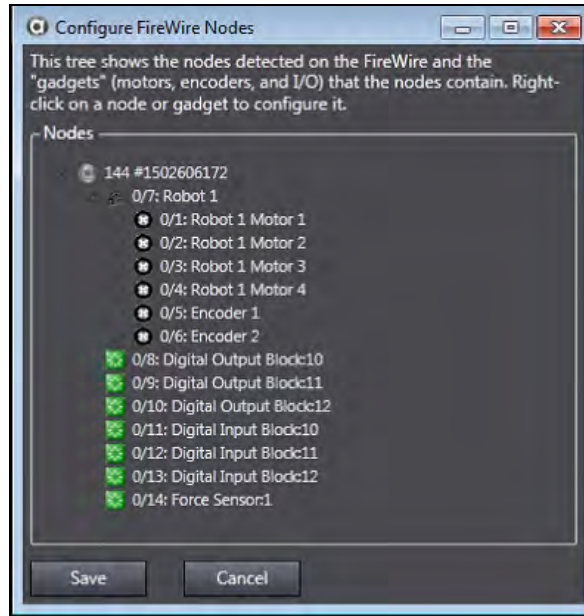 Configure FireWire Nodes
This tree shows the nodes detected on the FireWire and the
"gadgets" (motors, encoders, and I/O) that the nodes contain. Right-
click on a node or gadget to configure it.
Nodes
144 #1502606172
0/7: Robot 1
0/1: Robot 1 Motor 1
0/2: Robot 1 Motor 2
0/3: Robot 1 Motor 3
0/4: Robot 1 Motor 4
0/5: Encoder 1
0/6: Encoder 2
0/8: Digital Output Block:10
0/9: Digital Output Block:11
0/10: Digital Output Block:12
0/11: Digital Input Block:10
0/12: Digital Input Block:11
0/13: Digital Input Block:12
0/14: Force Sensor:1
Save Cancel